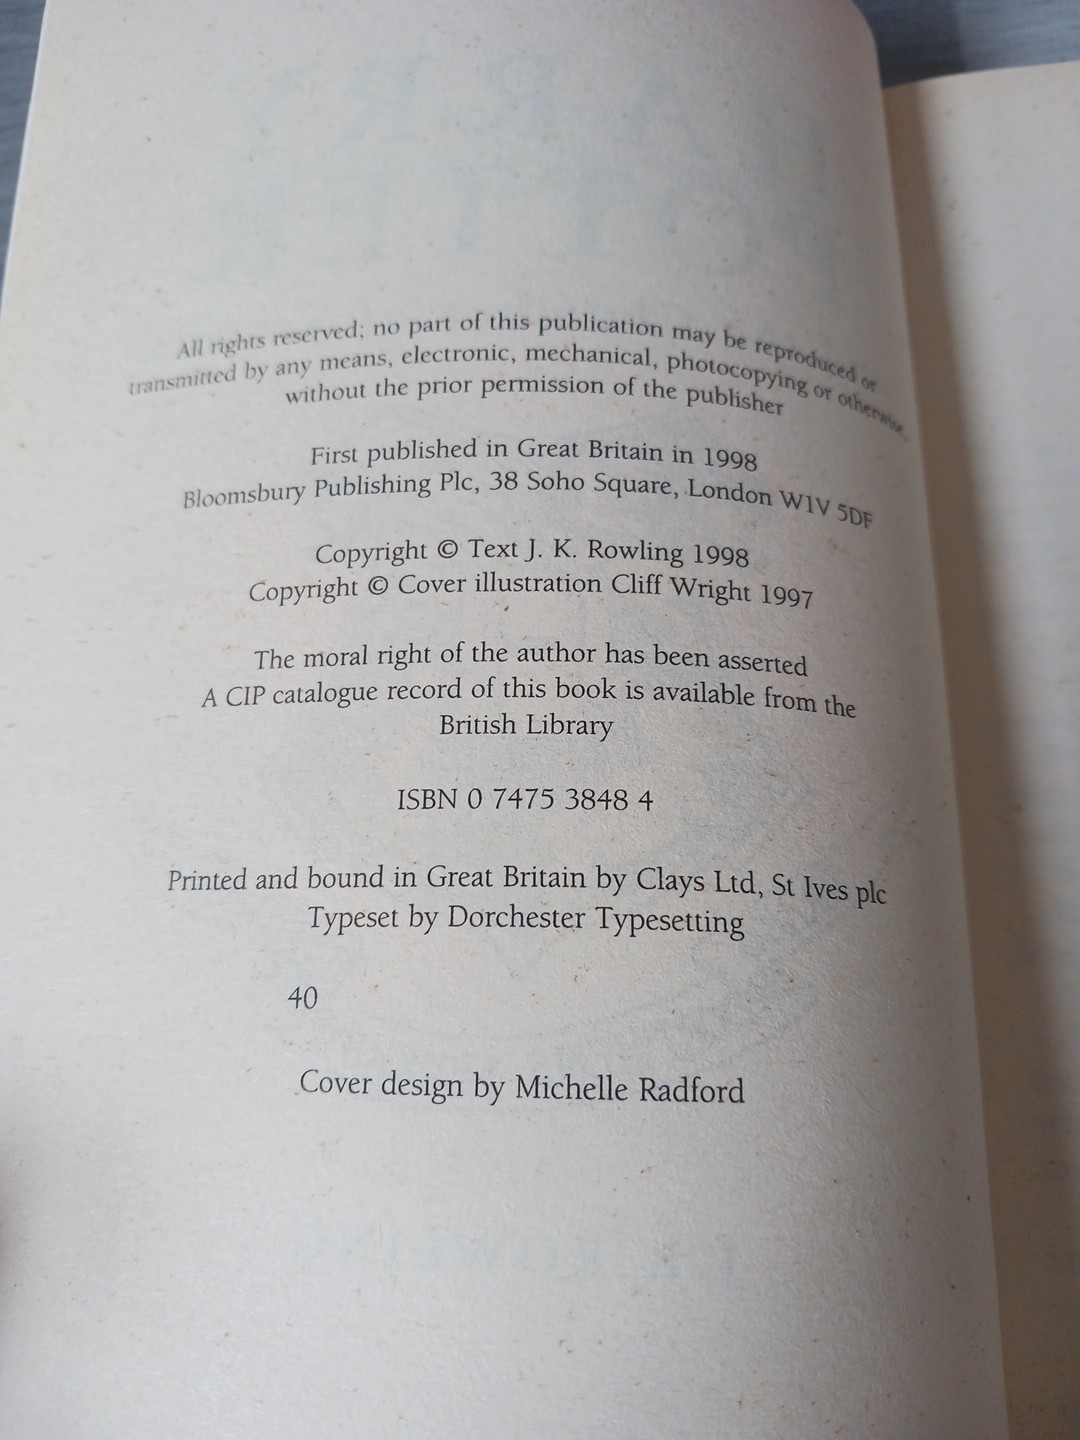 All rights reserved; no part of this publication may be reproduced or
transmitted by any means, electronic, mechanical, photocopying or otherwise,
without the prior permission of the publisher
First published in Great Britain in 1998
Bloomsbury Publishing Plc, 38 Soho Square, London W1V 5DF
Copyright © Text J. K. Rowling 1998
Copyright © Cover illustration Cliff Wright 1997
The moral right of the author has been asserted
A CIP catalogue record of this book is available from the
British Library
ISBN 0 7475 3848 4
Printed and bound in Great Britain by Clays Ltd, St Ives plc
Typeset by Dorchester Typesetting
40
Cover design by Michelle Radford